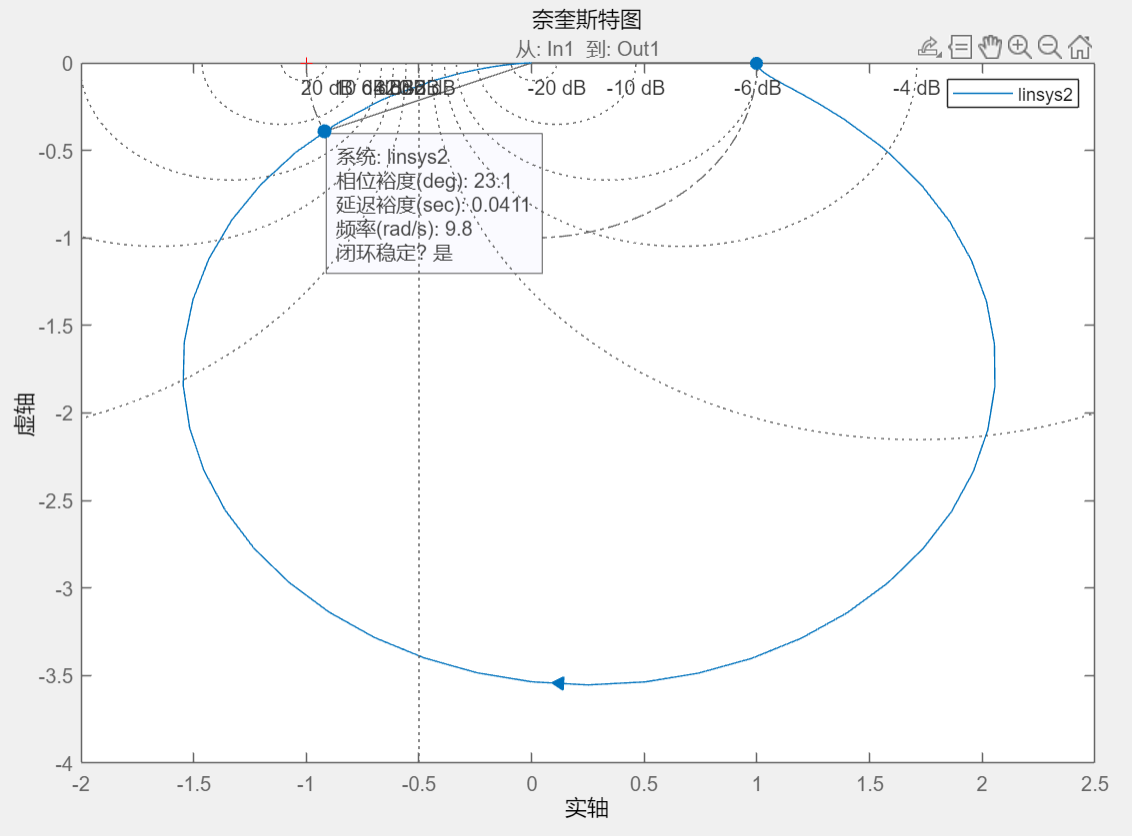 奈奎斯特图
从: In1 到: Out1
linsys2
20 dB
-20 dB
-10 dB
-6 dB
-4 dB
系统: linsys2
相位裕度(deg): 23.1
延迟裕度(sec): 0.0411
频率(rad/s): 9.8
闭环稳定? 是
虚轴
0
-0.5
-1
-1.5
-2
-2.5
-3
-3.5
-4
-2
-1.5
-1
-0.5
0
0.5
1
1.5
2
2.5
实轴